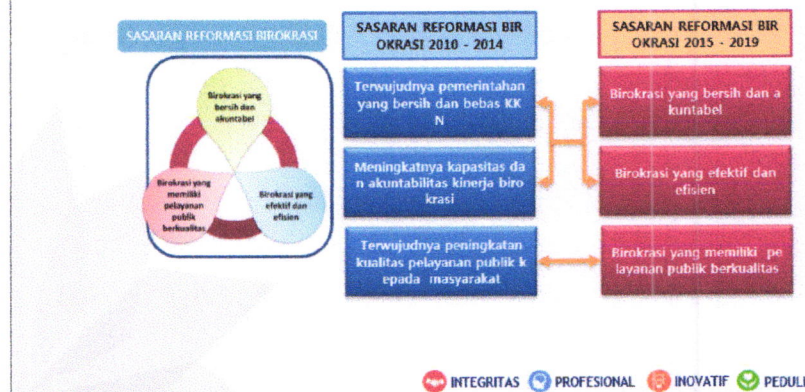 SASARAN REFORMASI BIROKRASI
Birokrasi yang
bersih dan
akuntabel
Birokrasi yang
memiliki
pelayanan
publik
berkualitas
Birokrasi yang
efektif dan
efisien
SASARAN REFORMASI BIR
OKRASI 2010 - 2014
Terwujudnya pemerintahan
yang bersih dan bebas KK
N
Meningkatnya kapasitas da
n akuntabilitas kinerja biro
krasi
Terwujudnya peningkatan
kualitas pelayanan publik k
epada masyarakat
SASARAN REFORMASI BIR
OKRASI 2015 - 2019
Birokrasi yang bersih dan a
kuntabel
Birokrasi yang efektif dan
efisien
Birokrasi yang memiliki pe
layanan publik berkualitas
INTEGRITAS PROFESIONAL INOVATIF PEDULI